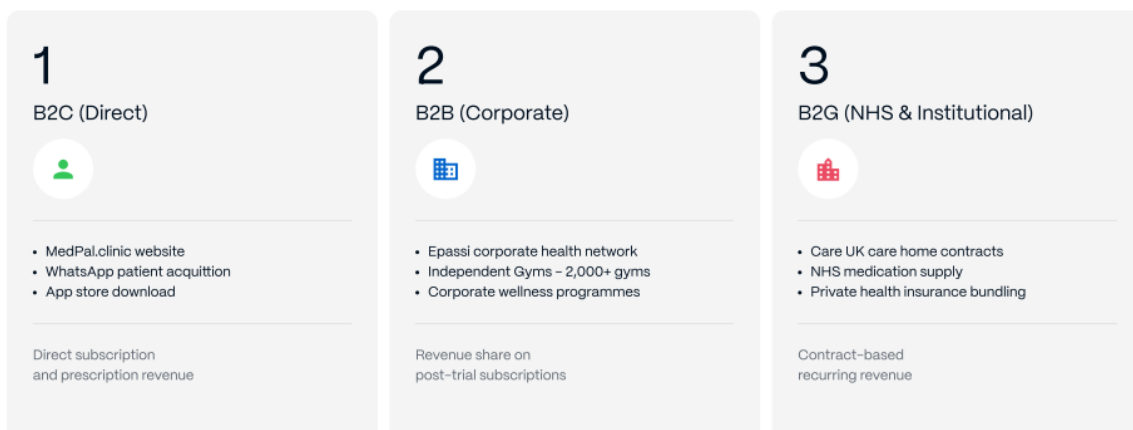 1
B2C (Direct)
• MedPal.clinic website
• WhatsApp patient acquittion
• App store download
Direct subscription
and prescription revenue
2
B2B (Corporate)
• Epassi corporate health network
• Independent Gyms – 2,000+ gyms
• Corporate wellness programmes
Revenue share on
post-trial subscriptions
3
B2G (NHS & Institutional)
• Care UK care home contracts
• NHS medication supply
• Private health insurance bundling
Contract-based
recurring revenue